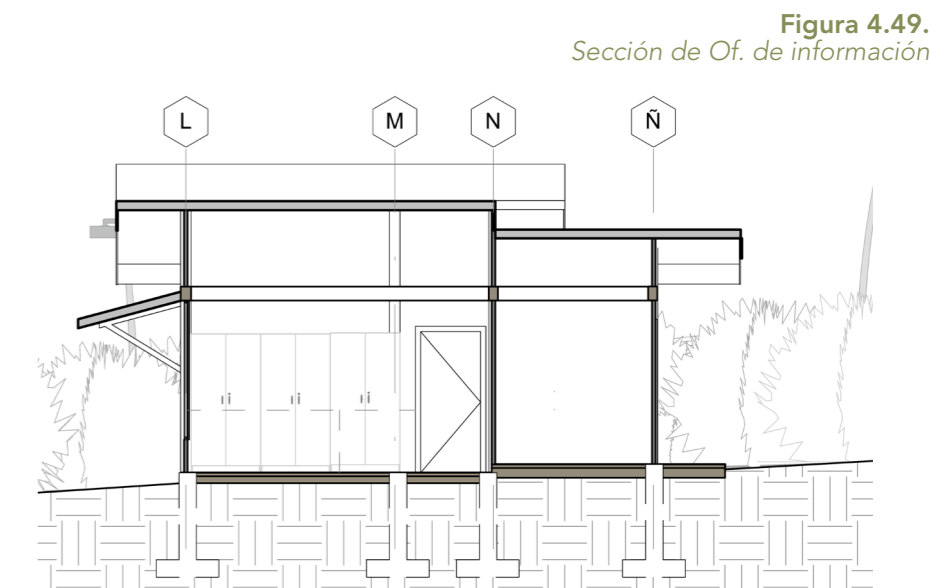 Figura 4.49.
Sección de Of. de información
L M N Ñ